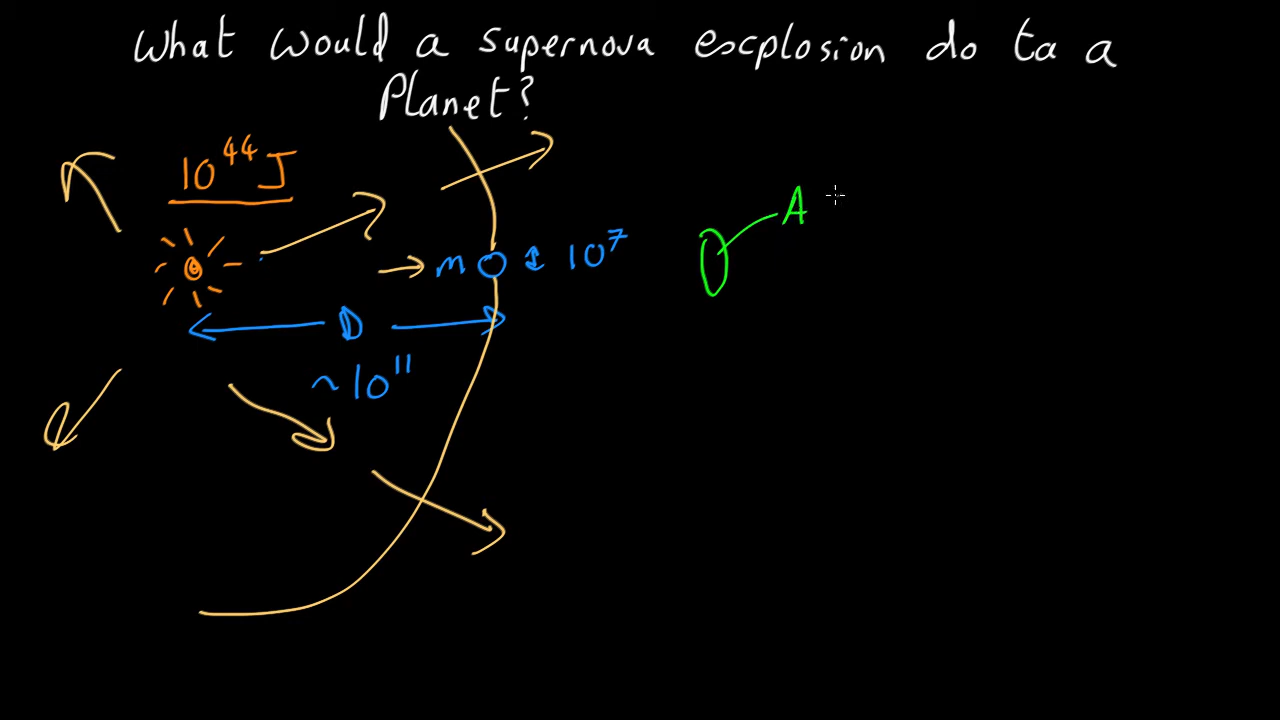 What would a supernova escplosion do ta a
Planet?
10⁴⁴ J
m 10⁷
A
D
~10¹¹